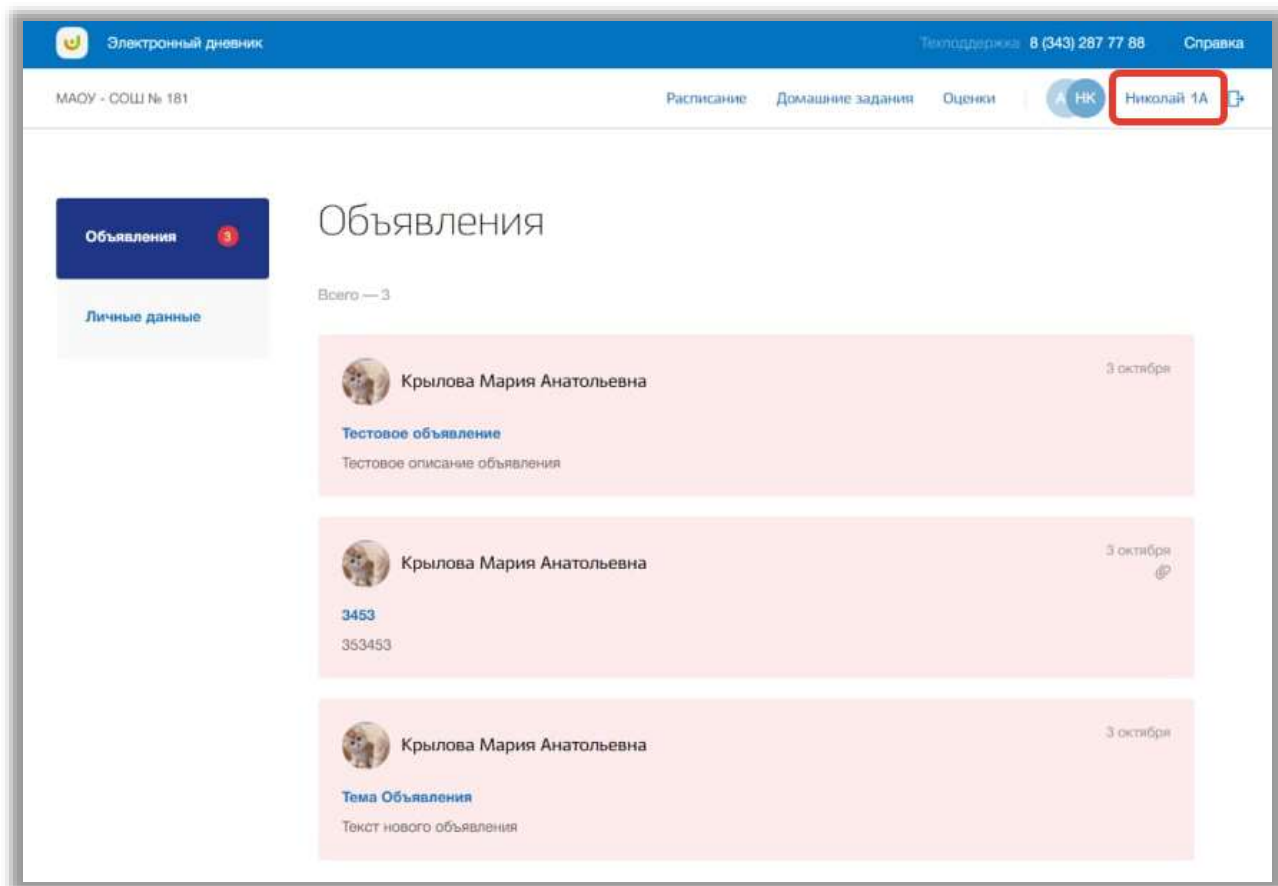 Электронный дневник
Техподдержка 8 (343) 287 77 88 Справка
МАОУ - СОШ № 181
Расписание Домашние задания Оценки А НК Николай 1А
Объявления 3
Личные данные
Объявления
Всего — 3
Крылова Мария Анатольевна 3 октября
Тестовое объявление
Тестовое описание объявления
Крылова Мария Анатольевна 3 октября
3453
353453
Крылова Мария Анатольевна 3 октября
Тема Объявления
Текст нового объявления